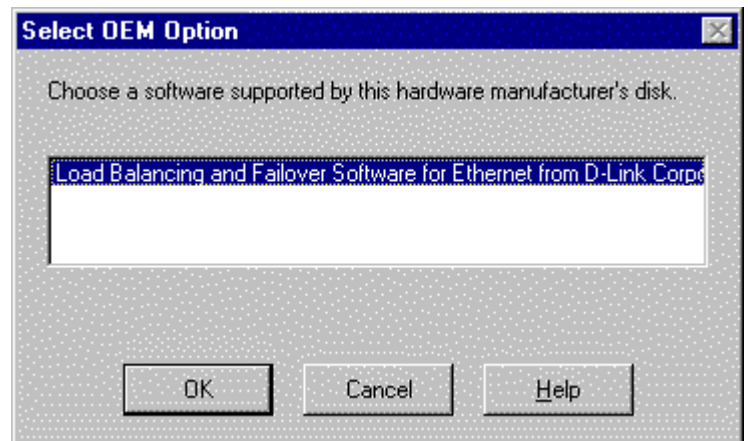 Select OEM Option
Choose a software supported by this hardware manufacturer's disk.
Load Balancing and Failover Software for Ethernet from D-Link Corpo
OK Cancel Help